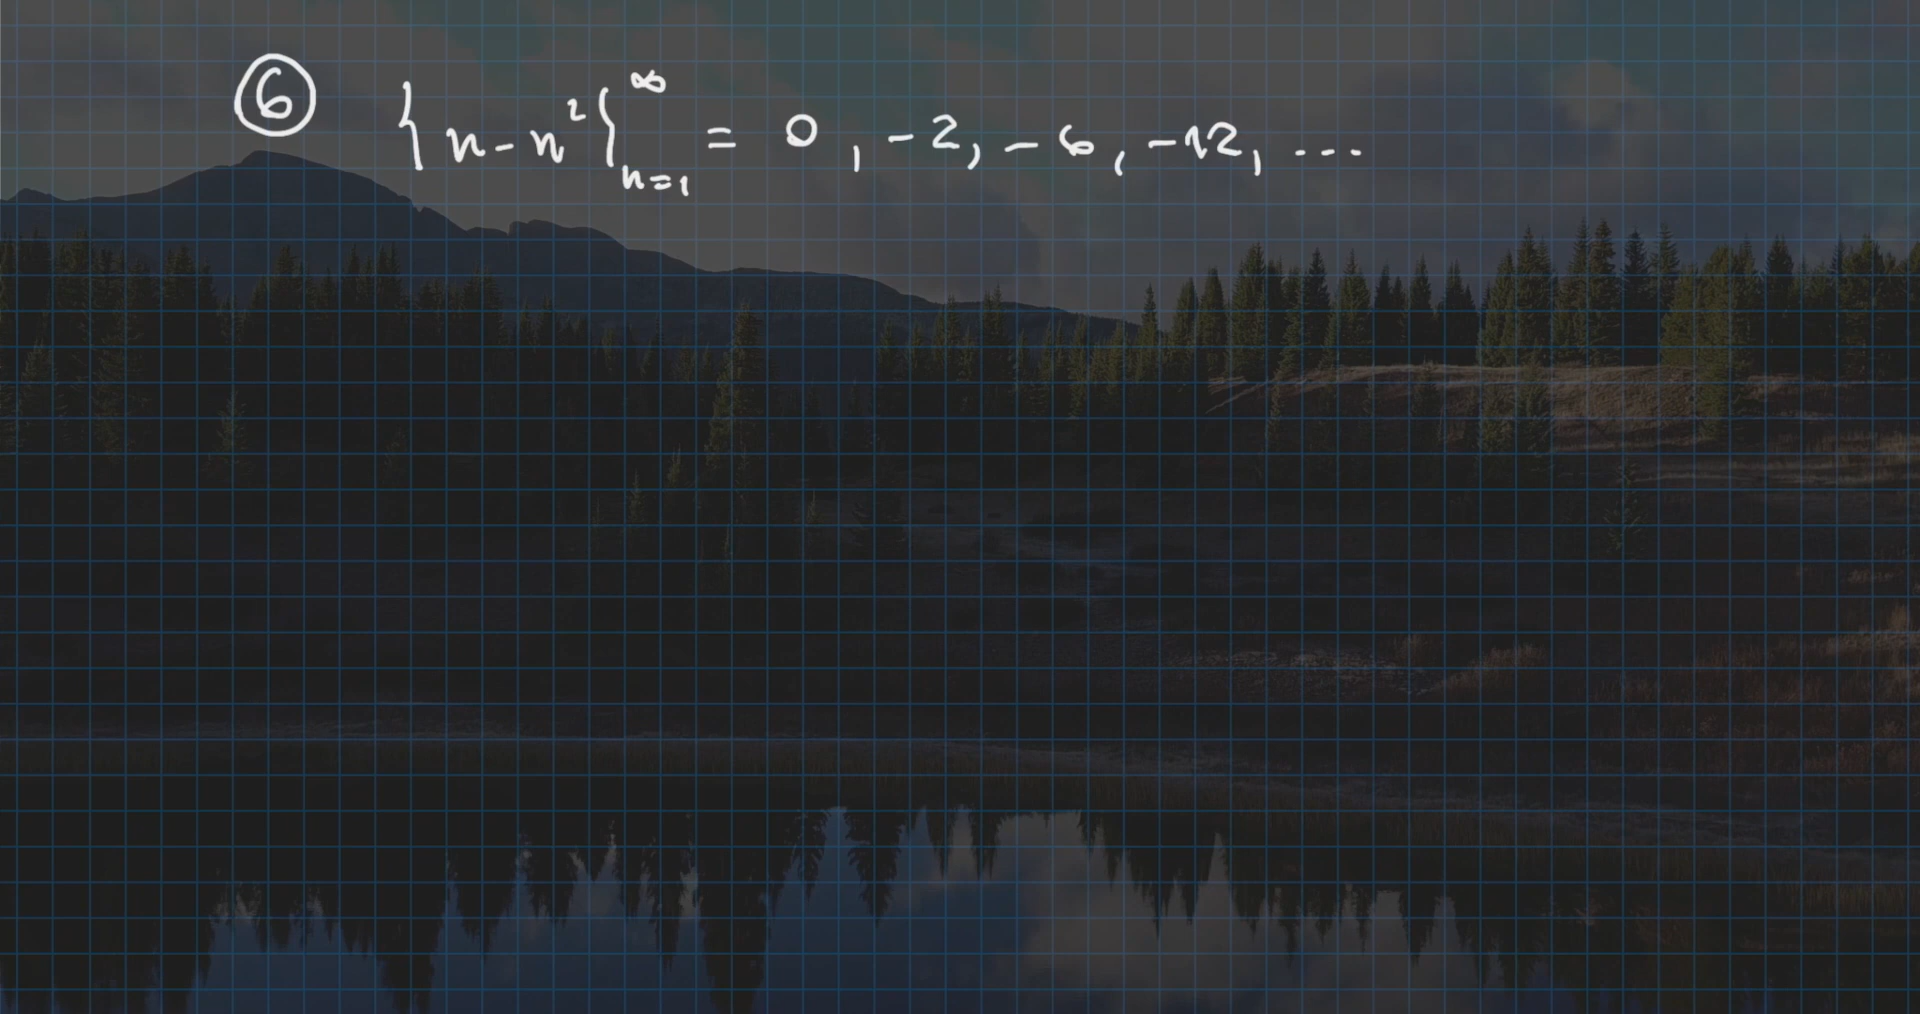 ⑥ {n-n²}_{n=1}^{∞} = 0, -2, -6, -12, ...